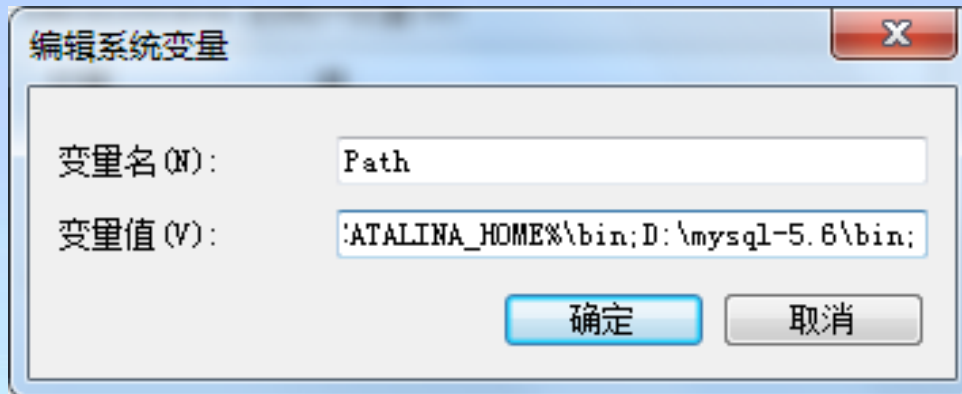 编辑系统变量
变量名(N):
Path
变量值(V):
ATALINA_HOME%\bin;D:\mysql-5.6\bin;
确定
取消